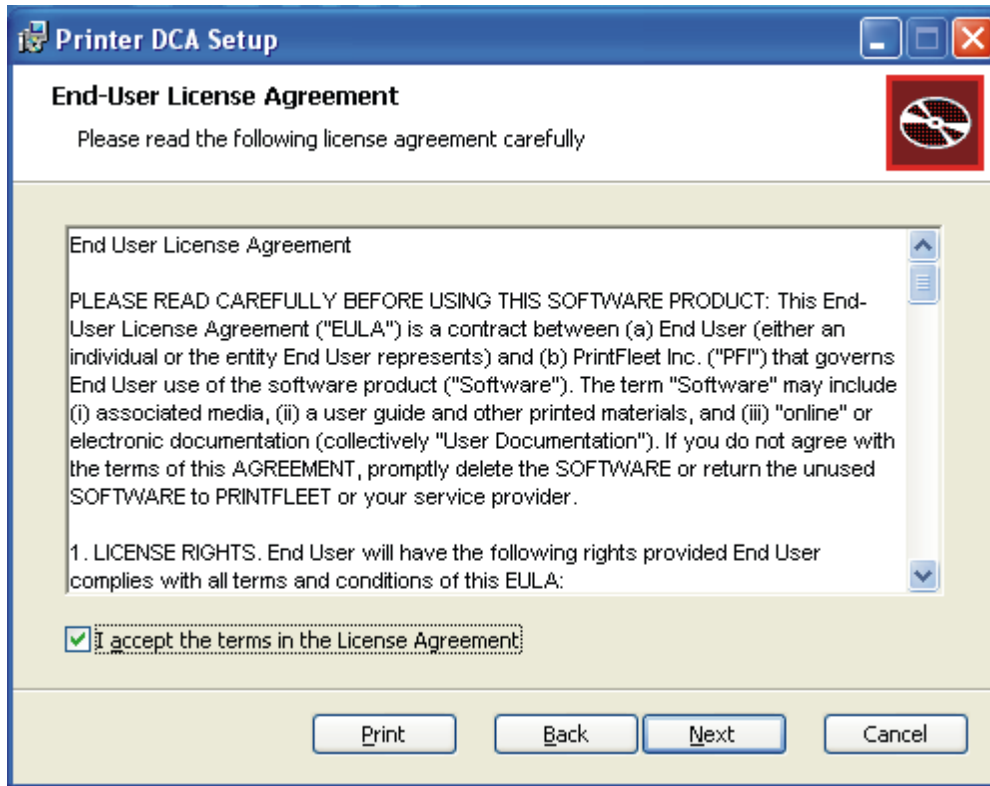 Printer DCA Setup
End-User License Agreement
Please read the following license agreement carefully
End User License Agreement
PLEASE READ CAREFULLY BEFORE USING THIS SOFTWARE PRODUCT: This End-
User License Agreement ("EULA") is a contract between (a) End User (either an
individual or the entity End User represents) and (b) PrintFleet Inc. ("PFI") that governs
End User use of the software product ("Software"). The term "Software" may include
(i) associated media, (ii) a user guide and other printed materials, and (iii) "online" or
electronic documentation (collectively "User Documentation"). If you do not agree with
the terms of this AGREEMENT, promptly delete the SOFTWARE or return the unused
SOFTWARE to PRINTFLEET or your service provider.
1. LICENSE RIGHTS. End User will have the following rights provided End User
complies with all terms and conditions of this EULA:
I accept the terms in the License Agreement
Print Back Next Cancel